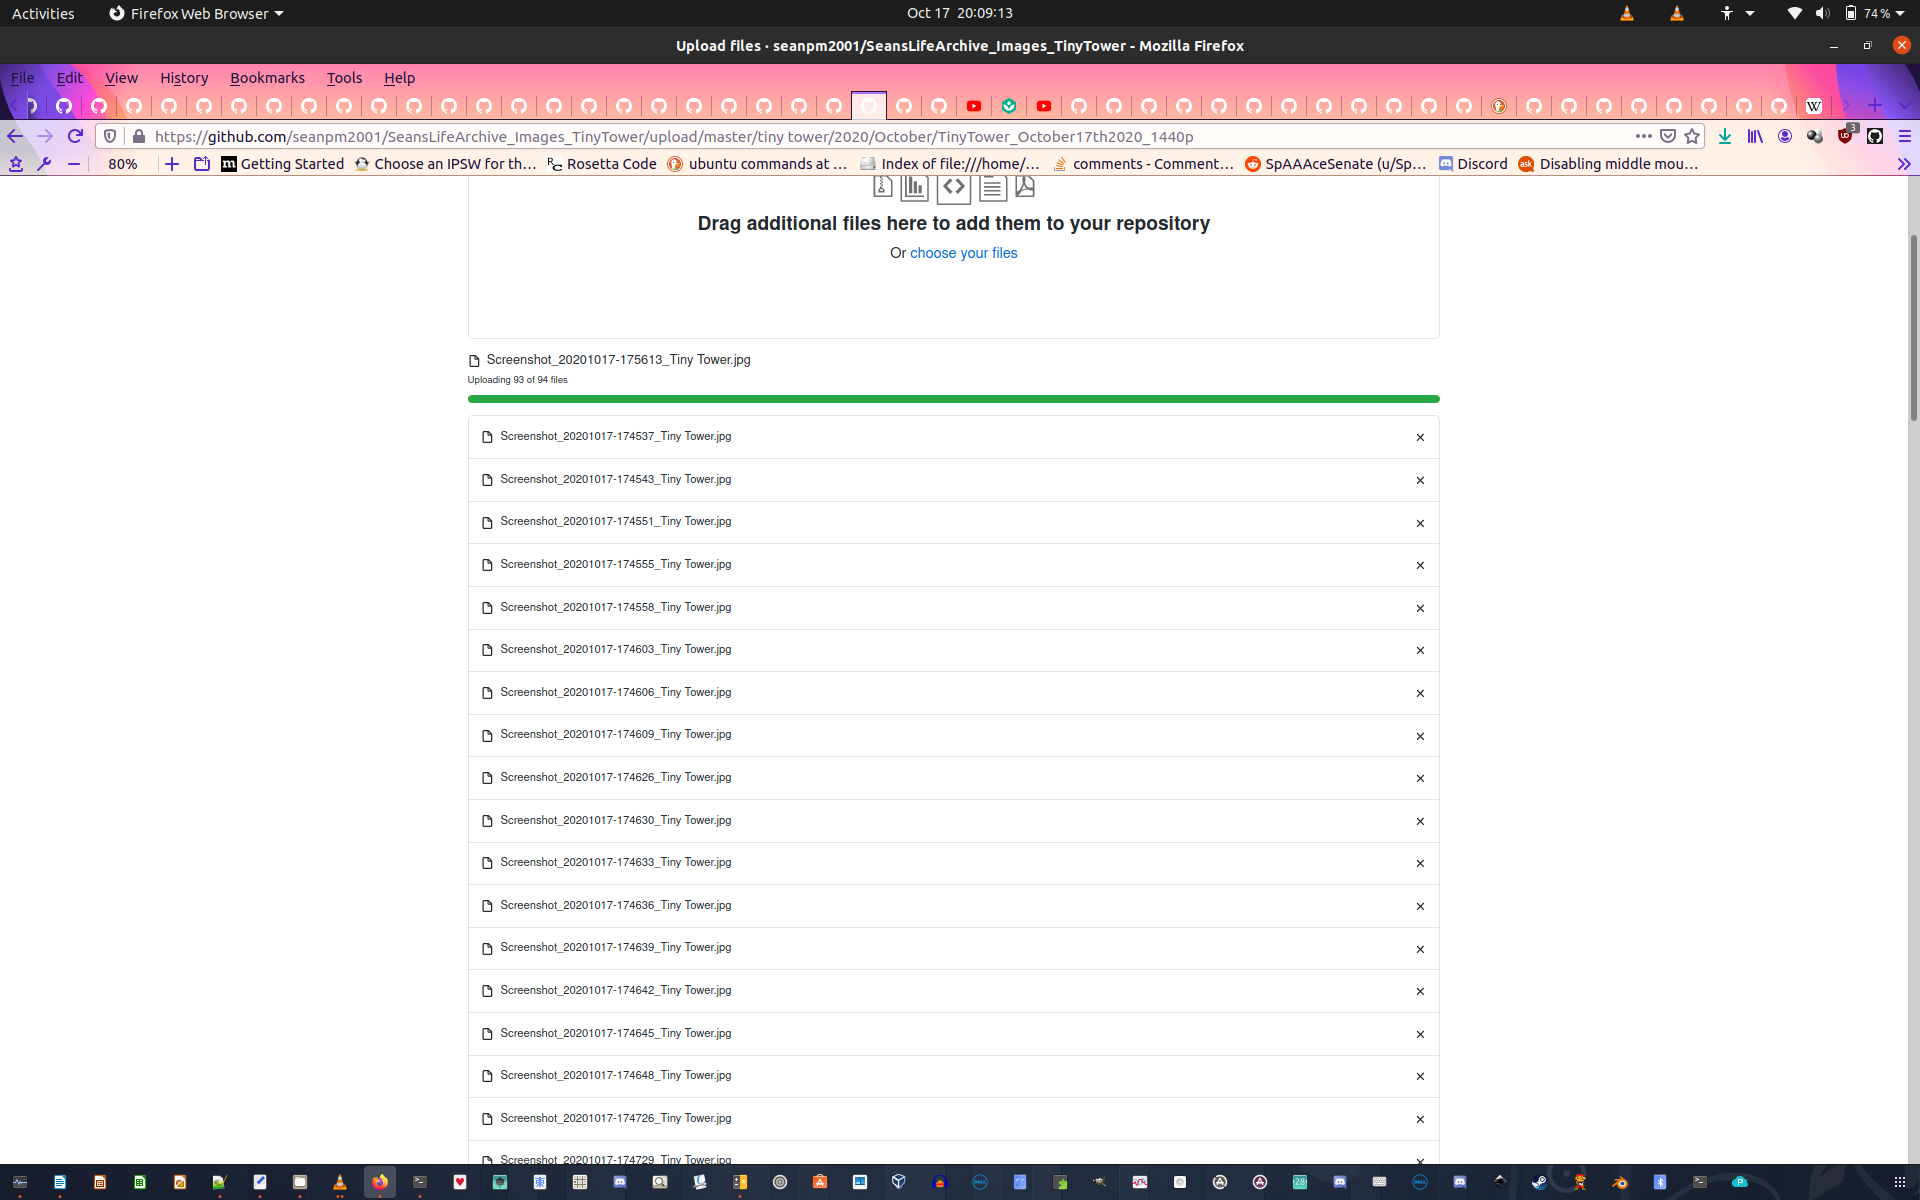 Activities
Firefox Web Browser
Oct 17 20:09:13
74 %
Upload files · seanpm2001/SeansLifeArchive_Images_TinyTower - Mozilla Firefox
File Edit View History Bookmarks Tools Help
https://github.com/seanpm2001/SeansLifeArchive_Images_TinyTower/upload/master/tiny tower/2020/October/TinyTower_October17th2020_1440p
3
80%
Getting Started
Choose an IPSW for th…
Rosetta Code
ubuntu commands at …
Index of file:///home/…
comments - Comment…
SpAAAceSenate (u/Sp…
Discord
Disabling middle mou…
Drag additional files here to add them to your repository
Or choose your files
Screenshot_20201017-175613_Tiny Tower.jpg
Uploading 93 of 94 files
Screenshot_20201017-174537_Tiny Tower.jpg
Screenshot_20201017-174543_Tiny Tower.jpg
Screenshot_20201017-174551_Tiny Tower.jpg
Screenshot_20201017-174555_Tiny Tower.jpg
Screenshot_20201017-174558_Tiny Tower.jpg
Screenshot_20201017-174603_Tiny Tower.jpg
Screenshot_20201017-174606_Tiny Tower.jpg
Screenshot_20201017-174609_Tiny Tower.jpg
Screenshot_20201017-174626_Tiny Tower.jpg
Screenshot_20201017-174630_Tiny Tower.jpg
Screenshot_20201017-174633_Tiny Tower.jpg
Screenshot_20201017-174636_Tiny Tower.jpg
Screenshot_20201017-174639_Tiny Tower.jpg
Screenshot_20201017-174642_Tiny Tower.jpg
Screenshot_20201017-174645_Tiny Tower.jpg
Screenshot_20201017-174648_Tiny Tower.jpg
Screenshot_20201017-174726_Tiny Tower.jpg
Screenshot_20201017-174729_Tiny Tower.jpg